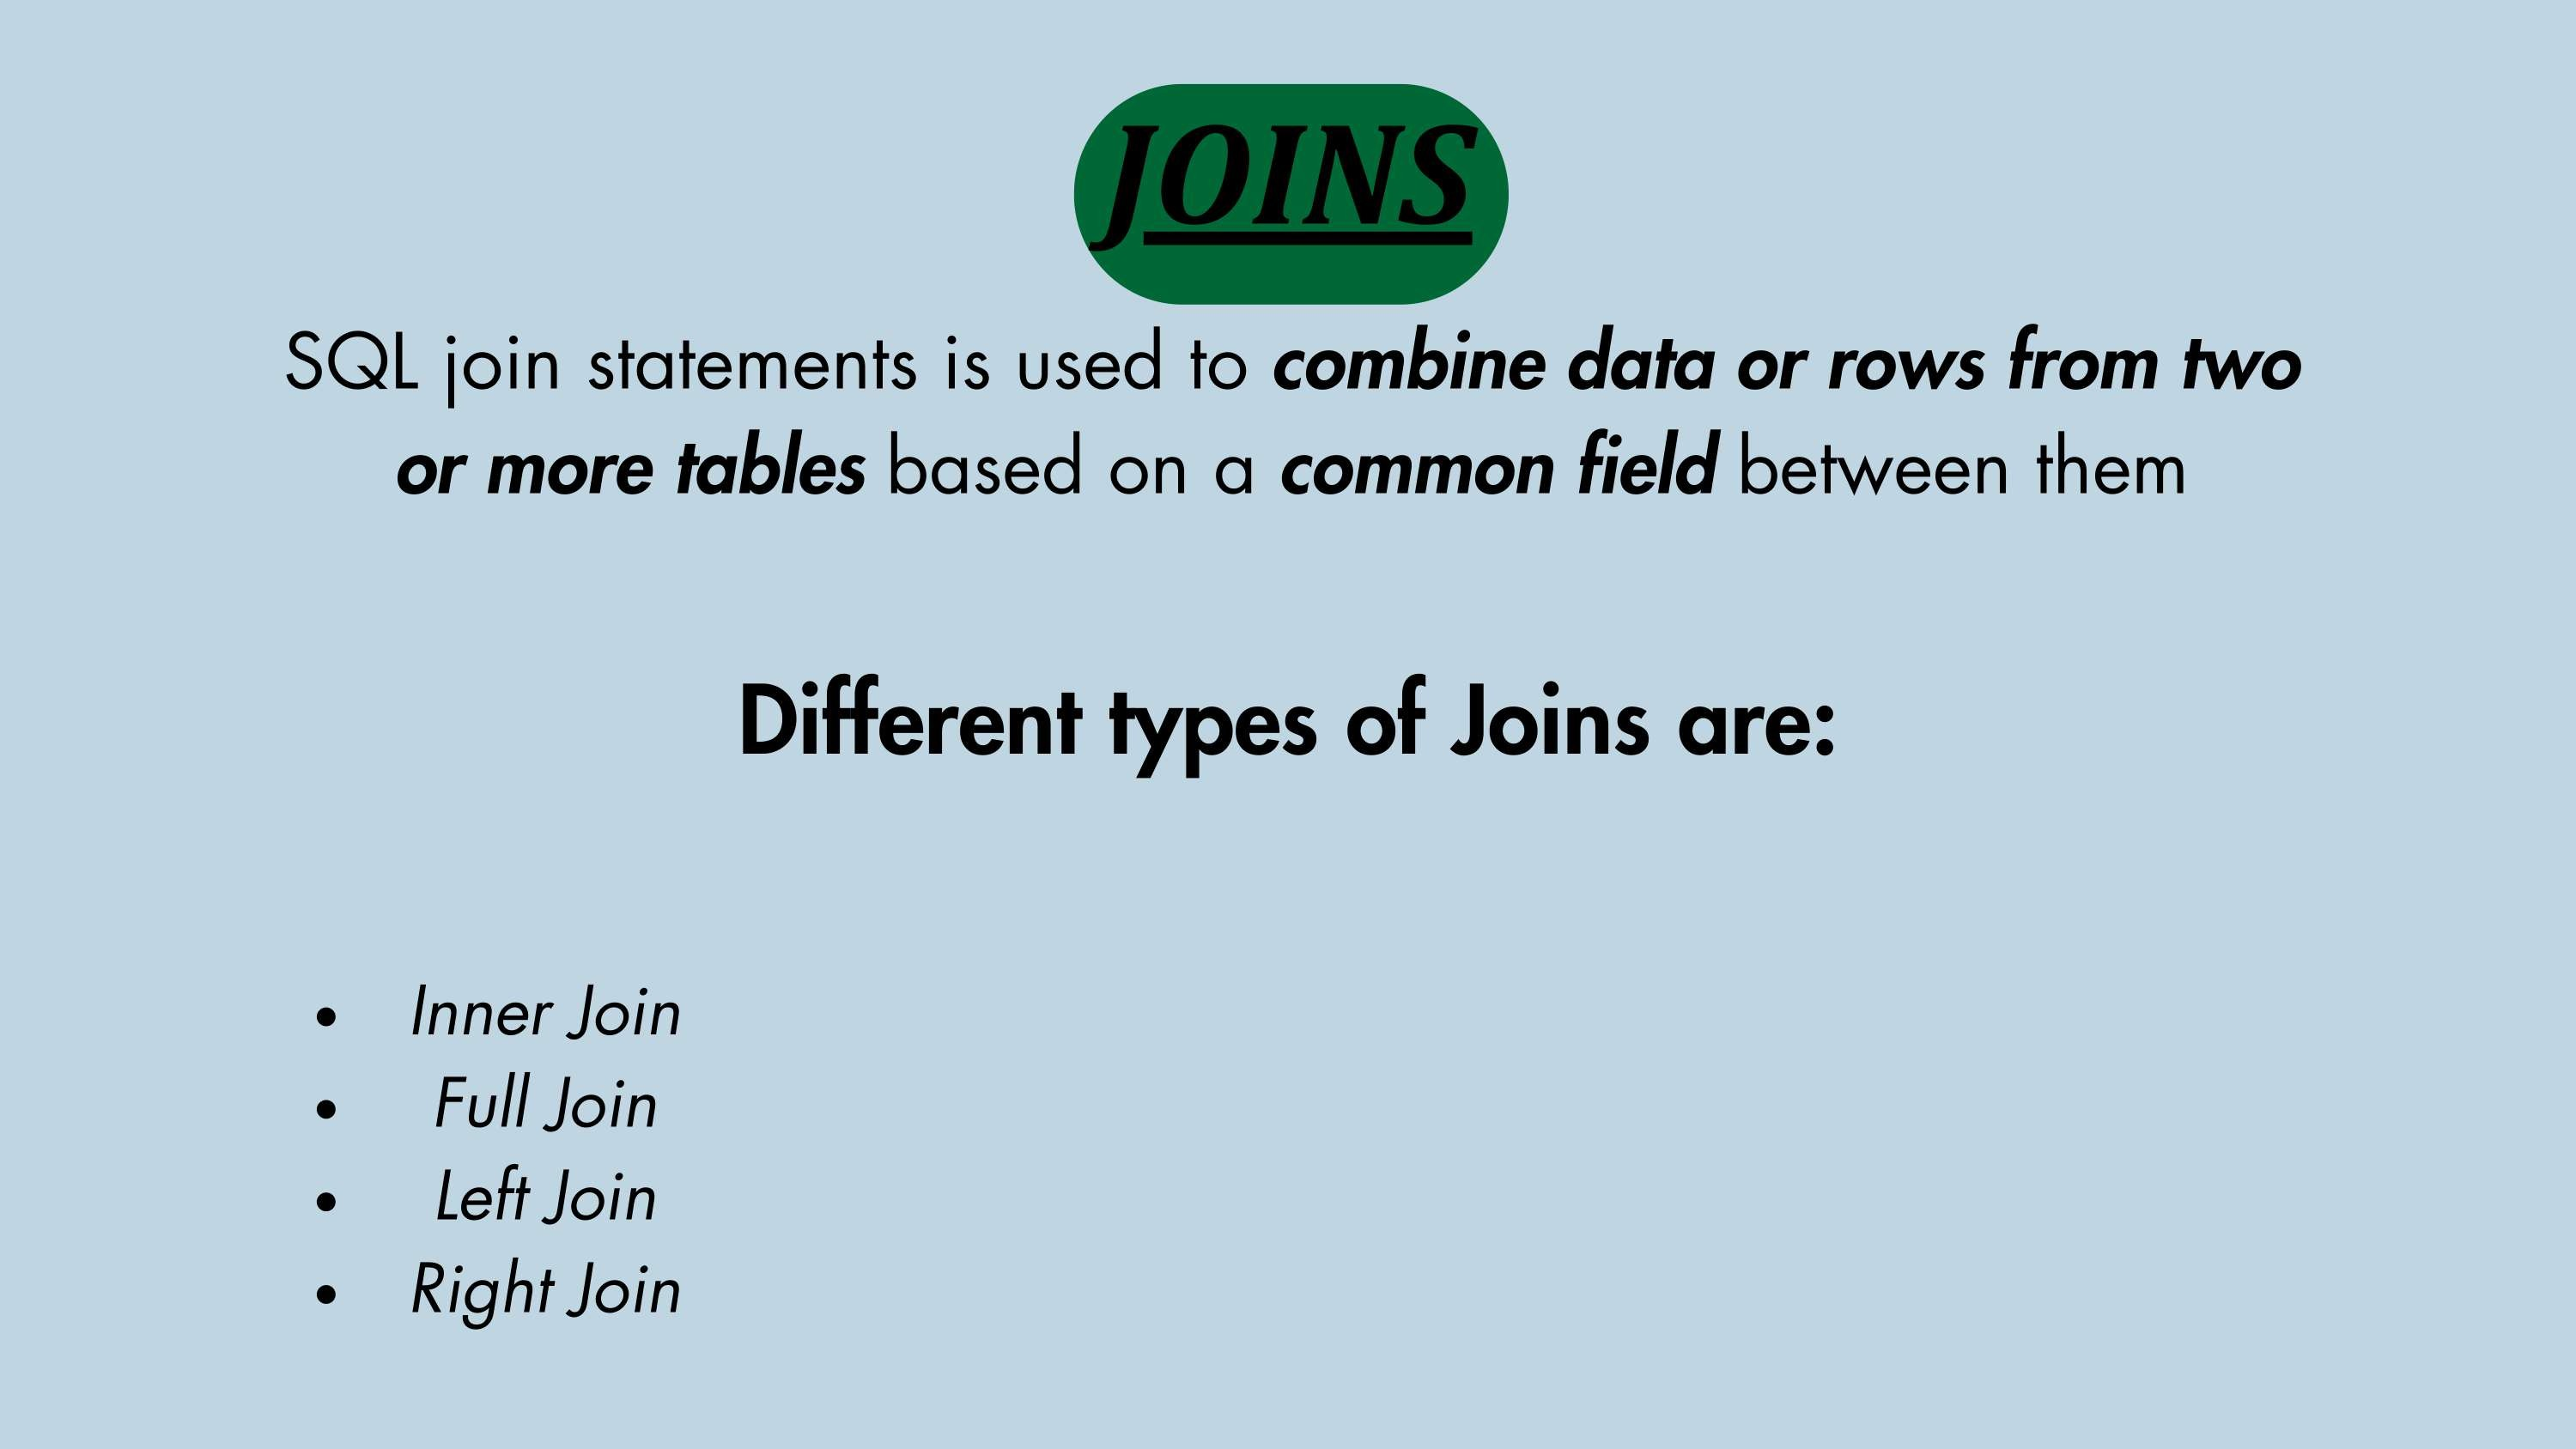 JOINS
SQL join statements is used to combine data or rows from two
or more tables based on a common field between them
Different types of Joins are:
• Inner Join
• Full Join
• Left Join
• Right Join